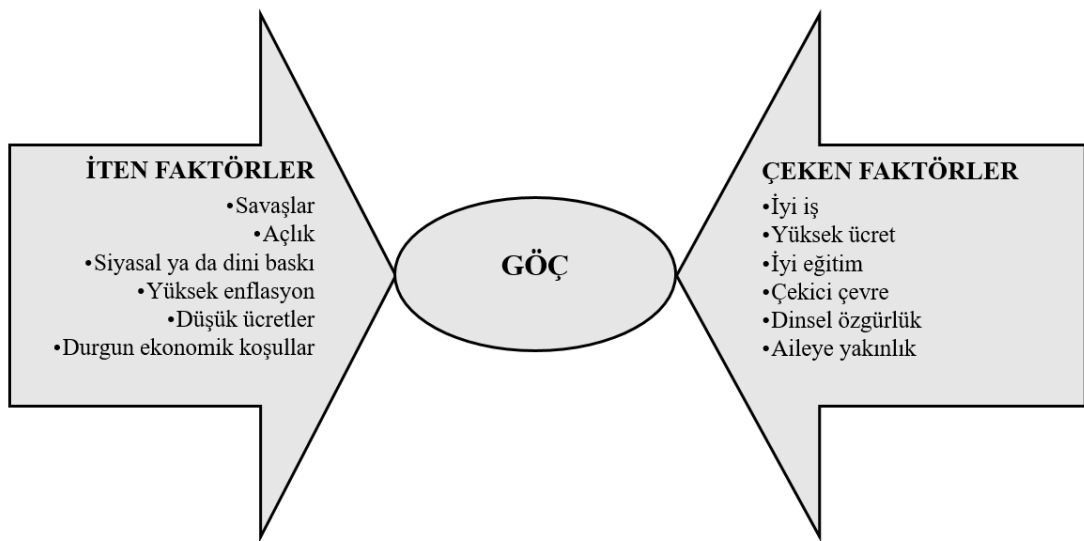 İTEN FAKTÖRLER
•Savaşlar
•Açlık
•Siyasal ya da dini baskı
•Yüksek enflasyon
•Düşük ücretler
•Durgun ekonomik koşullar
GÖÇ
ÇEKEN FAKTÖRLER
•İyi iş
•Yüksek ücret
•İyi eğitim
•Çekici çevre
•Dinsel özgürlük
•Aileye yakınlık